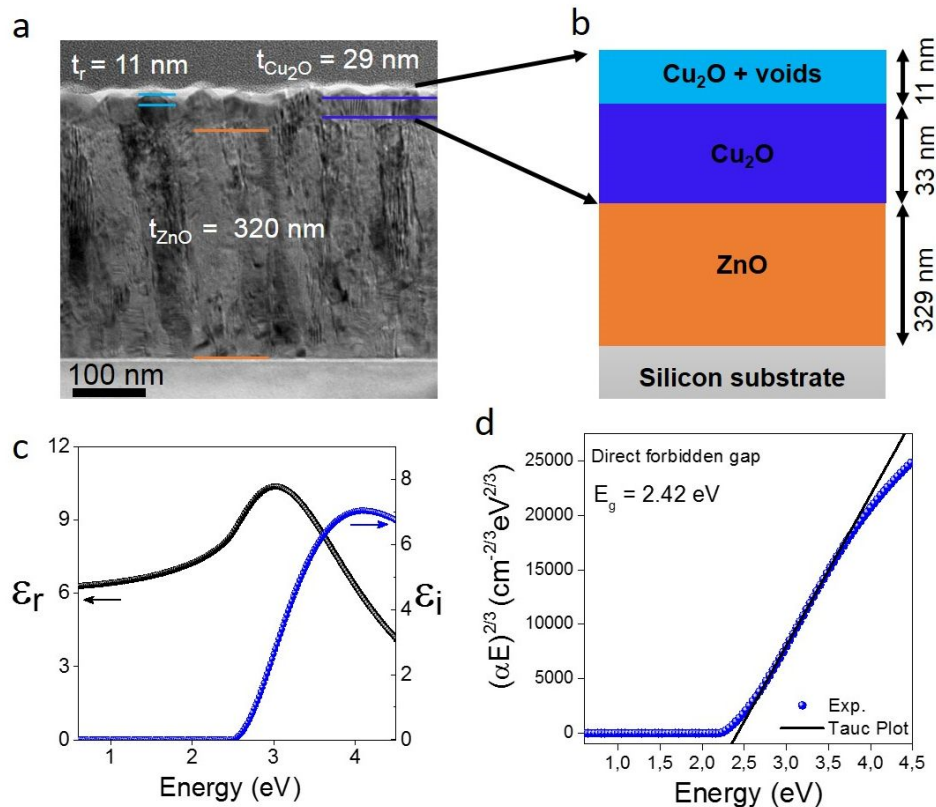 a
t_r = 11 nm
t_Cu₂O = 29 nm
t_ZnO = 320 nm
100 nm
b
Cu₂O + voids
Cu₂O
ZnO
Silicon substrate
11 nm
33 nm
329 nm
c
12
9
6
3
0
ε_r
8
6
4
2
0
ε_i
1
2
3
4
Energy (eV)
d
Direct forbidden gap
E_g = 2.42 eV
25000
20000
15000
10000
5000
0
(αE)^2/3 (cm^-2/3eV^2/3)
Exp.
Tauc Plot
1,0 1,5 2,0 2,5 3,0 3,5 4,0 4,5
Energy (eV)